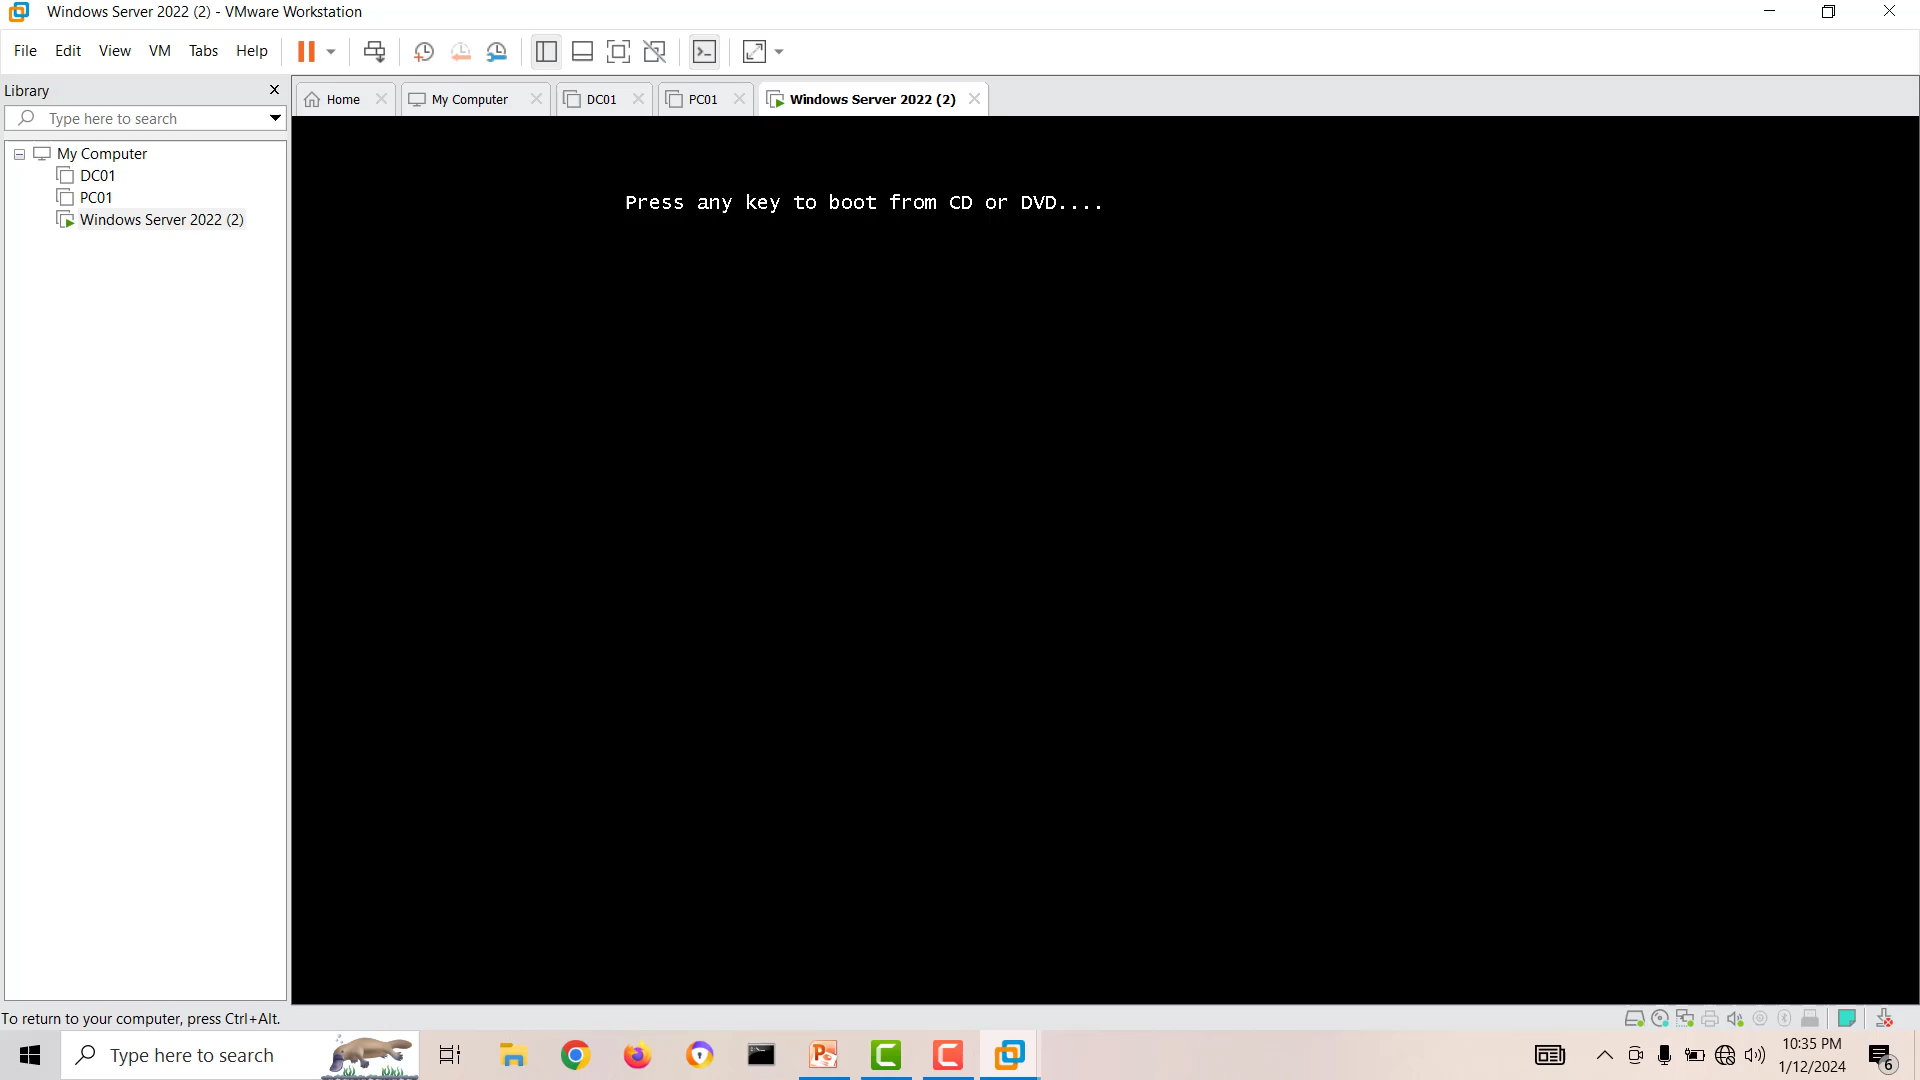 Windows Server 2022 (2) - VMware Workstation
File Edit View VM Tabs Help
Library
Home My Computer DC01 PC01 Windows Server 2022 (2)
Type here to search
My Computer
DC01
PC01
Windows Server 2022 (2)
Press any key to boot from CD or DVD....
To return to your computer, press Ctrl+Alt.
Type here to search
10:35 PM
1/12/2024
6